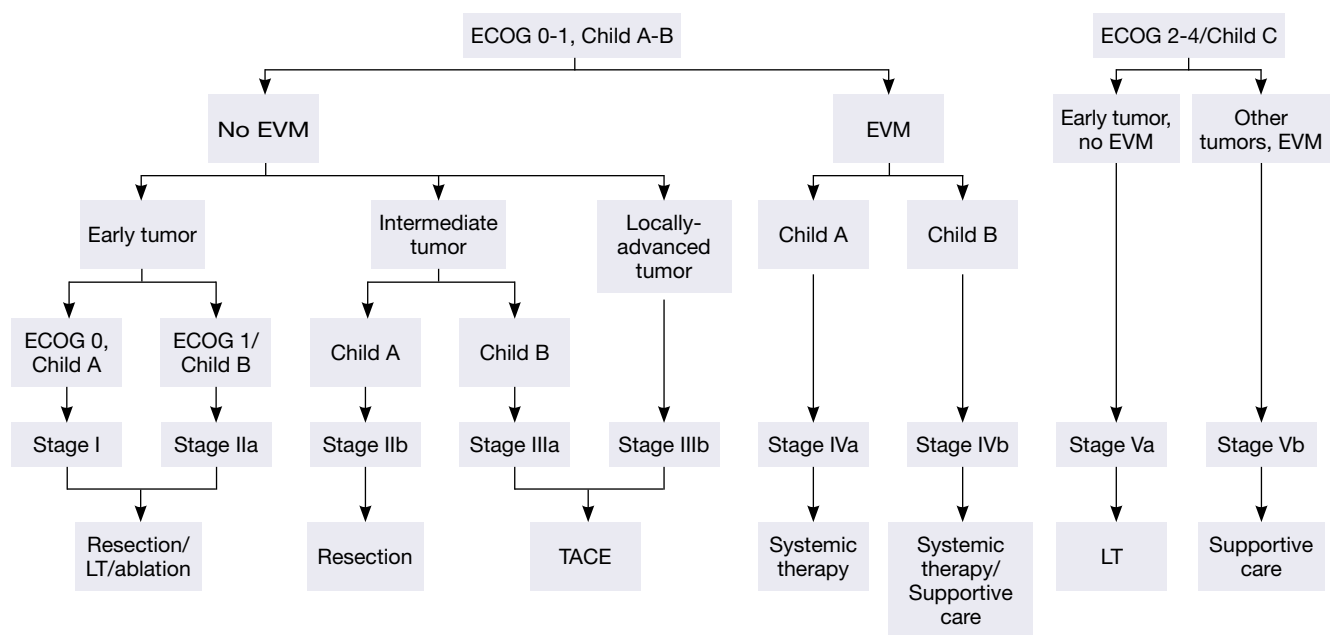 ECOG 0-1, Child A-B
ECOG 2-4/Child C
No EVM
EVM
Early tumor,
no EVM
Other
tumors, EVM
Early tumor
Intermediate
tumor
Locally-
advanced
tumor
Child A
Child B
ECOG 0,
Child A
ECOG 1/
Child B
Child A
Child B
Stage I
Stage IIa
Stage IIb
Stage IIIa
Stage IIIb
Stage IVa
Stage IVb
Stage Va
Stage Vb
Resection/
LT/ablation
Resection
TACE
Systemic
therapy
Systemic
therapy/
Supportive
care
LT
Supportive
care